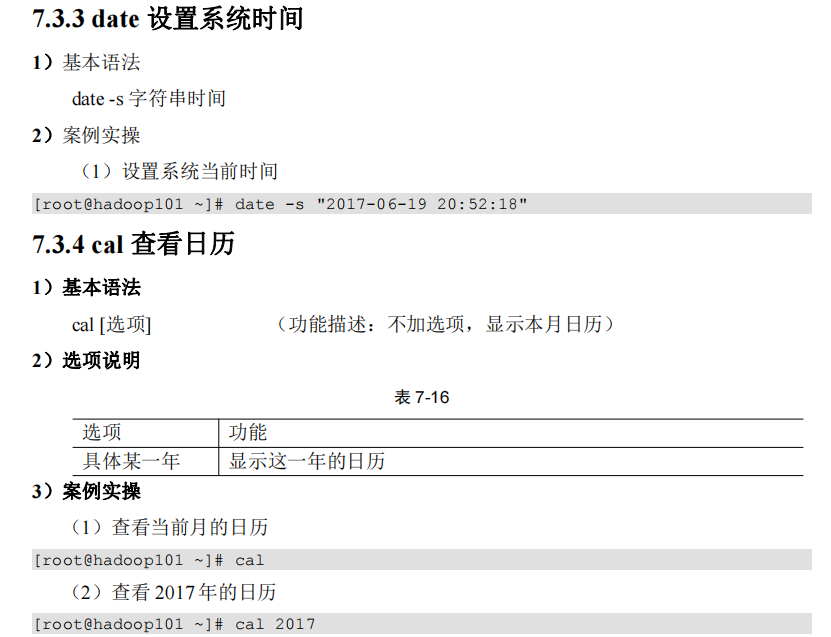 7.3.3 date 设置系统时间
1）基本语法
date -s 字符串时间
2）案例实操
（1）设置系统当前时间
[root@hadoop101 ~]# date -s "2017-06-19 20:52:18"
7.3.4 cal 查看日历
1）基本语法
cal [选项] （功能描述：不加选项，显示本月日历）
2）选项说明
表 7-16
选项 功能
具体某一年 显示这一年的日历
3）案例实操
（1）查看当前月的日历
[root@hadoop101 ~]# cal
（2）查看 2017 年的日历
[root@hadoop101 ~]# cal 2017